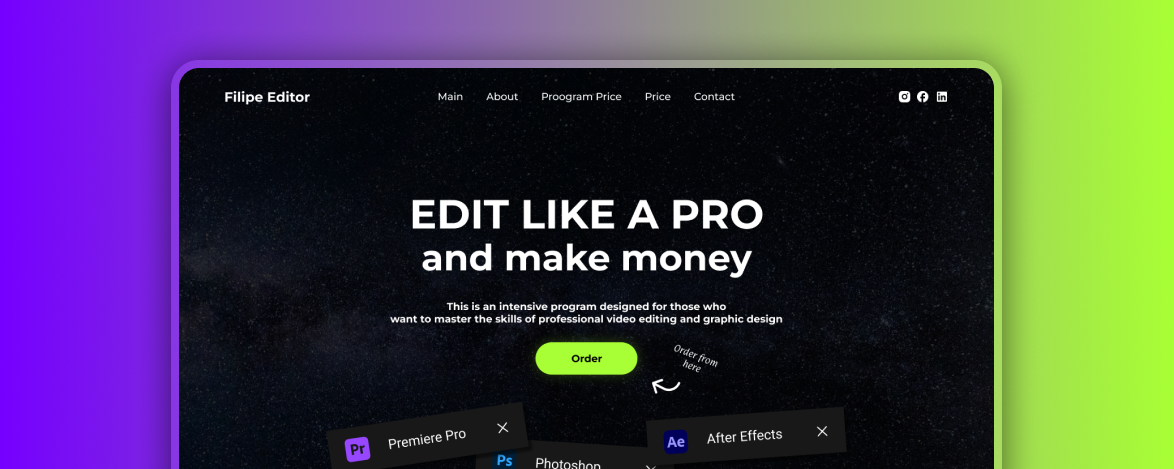 Filipe Editor
Main About Proogram Price Price Contact
EDIT LIKE A PRO
and make money
This is an intensive program designed for those who
want to master the skills of professional video editing and graphic design
Order
Order from
here
Pr Premiere Pro
Ae After Effects
Ps Photoshop